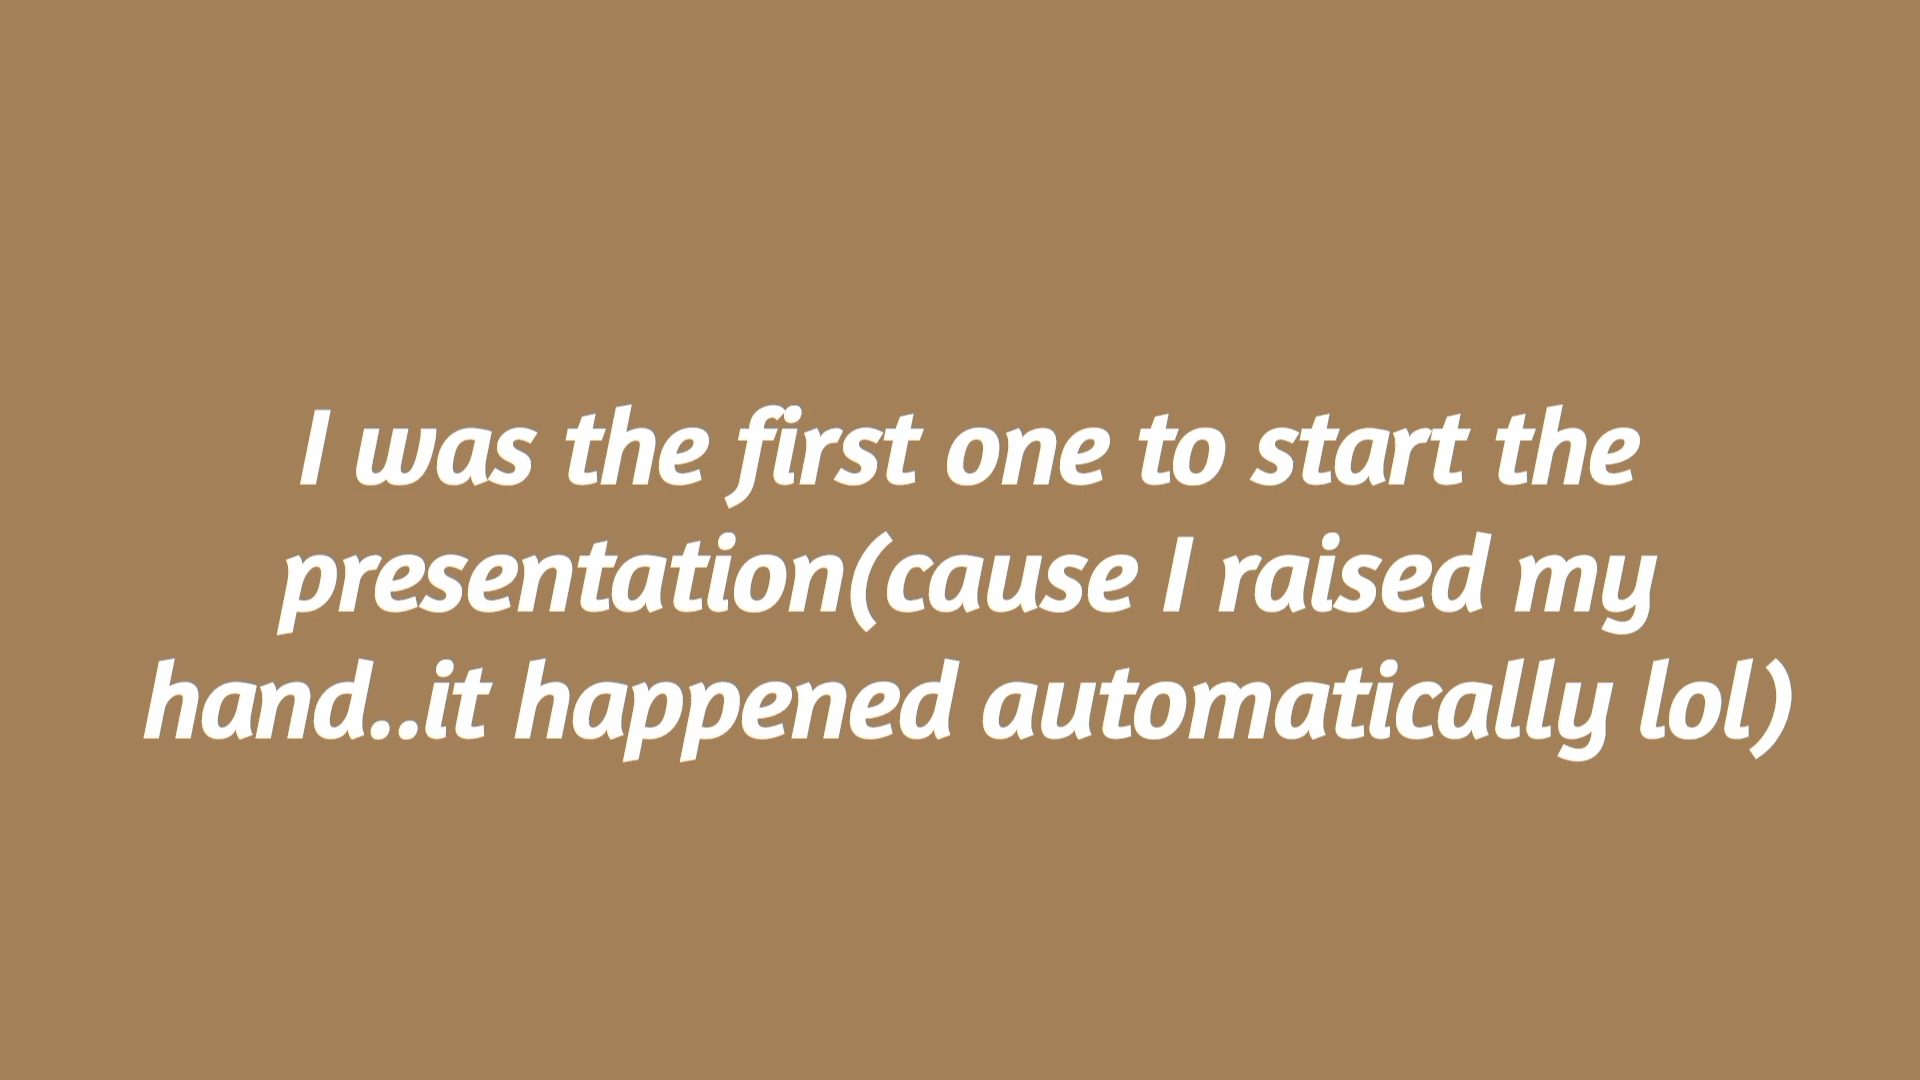 I was the first one to start the
presentation(cause I raised my
hand..it happened automatically lol)